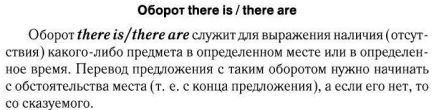 Оборот there is / there are
Оборот there is/there are служит для выражения наличия (отсут-
ствия) какого-либо предмета в определенном месте или в определен-
ное время. Перевод предложения с таким оборотом нужно начинать
с обстоятельства места (т. е. с конца предложения), а если его нет, то
со сказуемого.